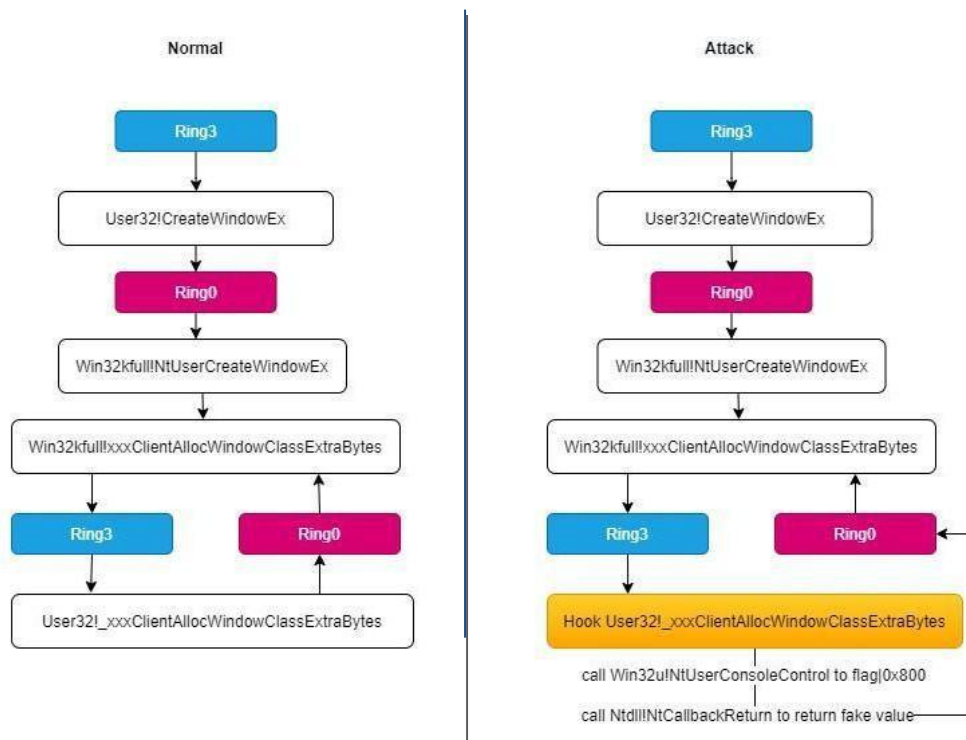 Normal
Ring3
User32!CreateWindowEx
Ring0
Win32kfull!NtUserCreateWindowEx
Win32kfull!xxxClientAllocWindowClassExtraBytes
Ring3
Ring0
User32!_xxxClientAllocWindowClassExtraBytes
Attack
Ring3
User32!CreateWindowEx
Ring0
Win32kfull!NtUserCreateWindowEx
Win32kfull!xxxClientAllocWindowClassExtraBytes
Ring3
Ring0
Hook User32!_xxxClientAllocWindowClassExtraBytes
call Win32u!NtUserConsoleControl to flag|0x800
call Ntdll!NtCallbackReturn to return fake value